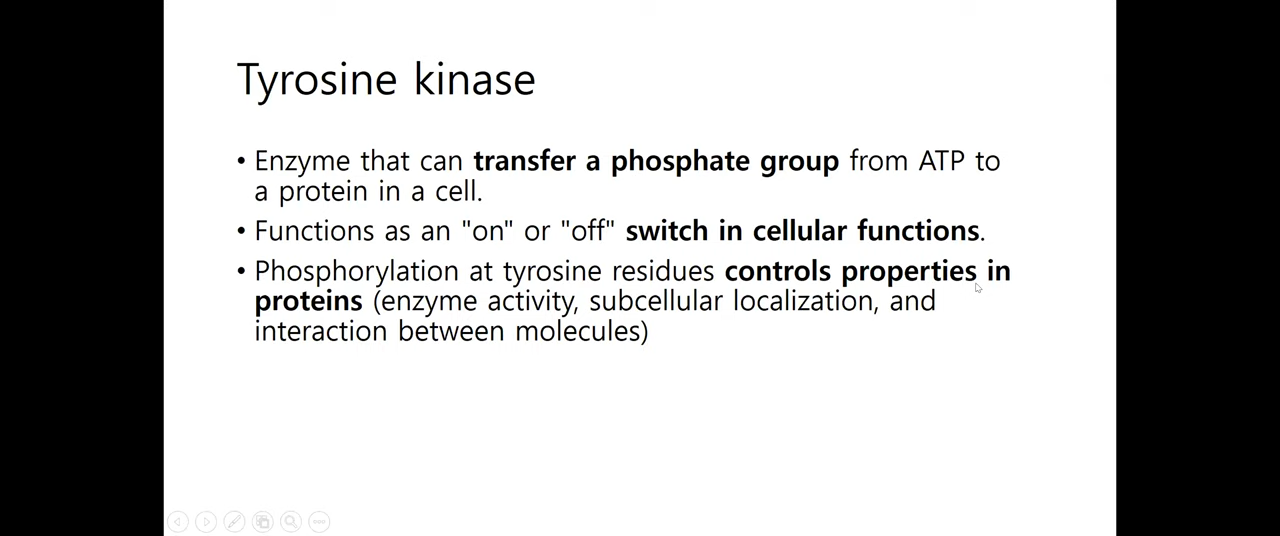 Tyrosine kinase
• Enzyme that can transfer a phosphate group from ATP to
a protein in a cell.
• Functions as an "on" or "off" switch in cellular functions.
• Phosphorylation at tyrosine residues controls properties in
proteins (enzyme activity, subcellular localization, and
interaction between molecules)